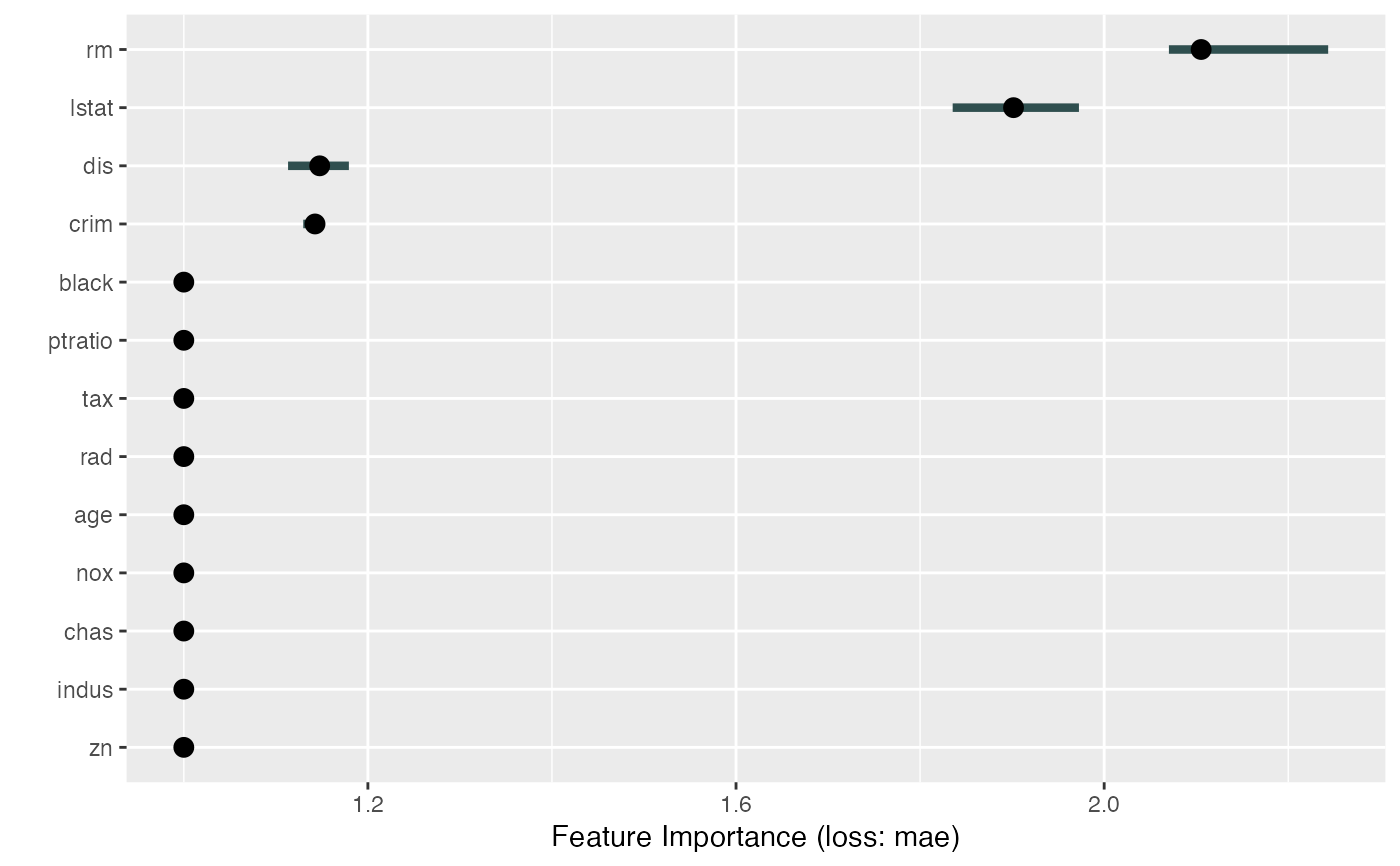 rm
lstat
dis
crim
black
ptratio
tax
rad
age
nox
chas
indus
zn
1.2 1.6 2.0
Feature Importance (loss: mae)